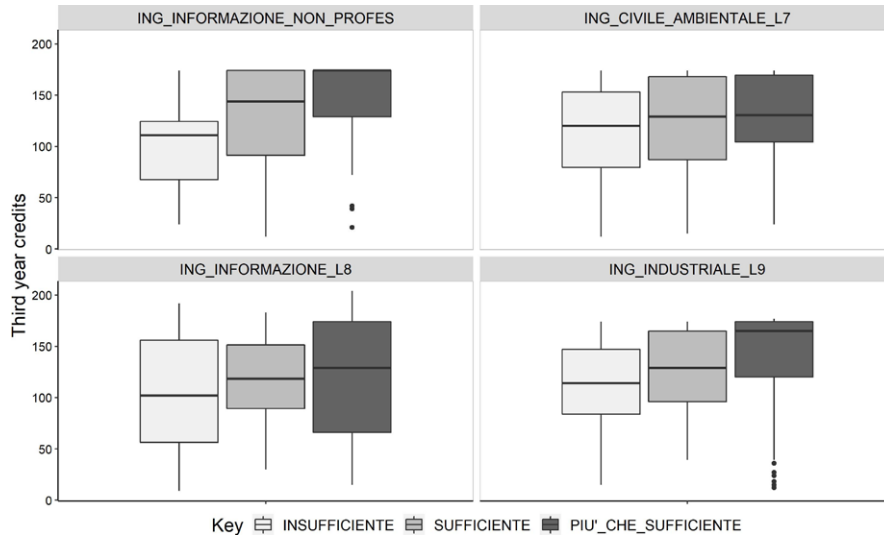 ING_INFORMAZIONE_NON_PROFES
ING_CIVILE_AMBIENTALE_L7
200
150
100
50
0
ING_INFORMAZIONE_L8
ING_INDUSTRIALE_L9
200
150
100
50
0
Third year credits
Key INSUFFICIENTE SUFFICIENTE PIU'_CHE_SUFFICIENTE